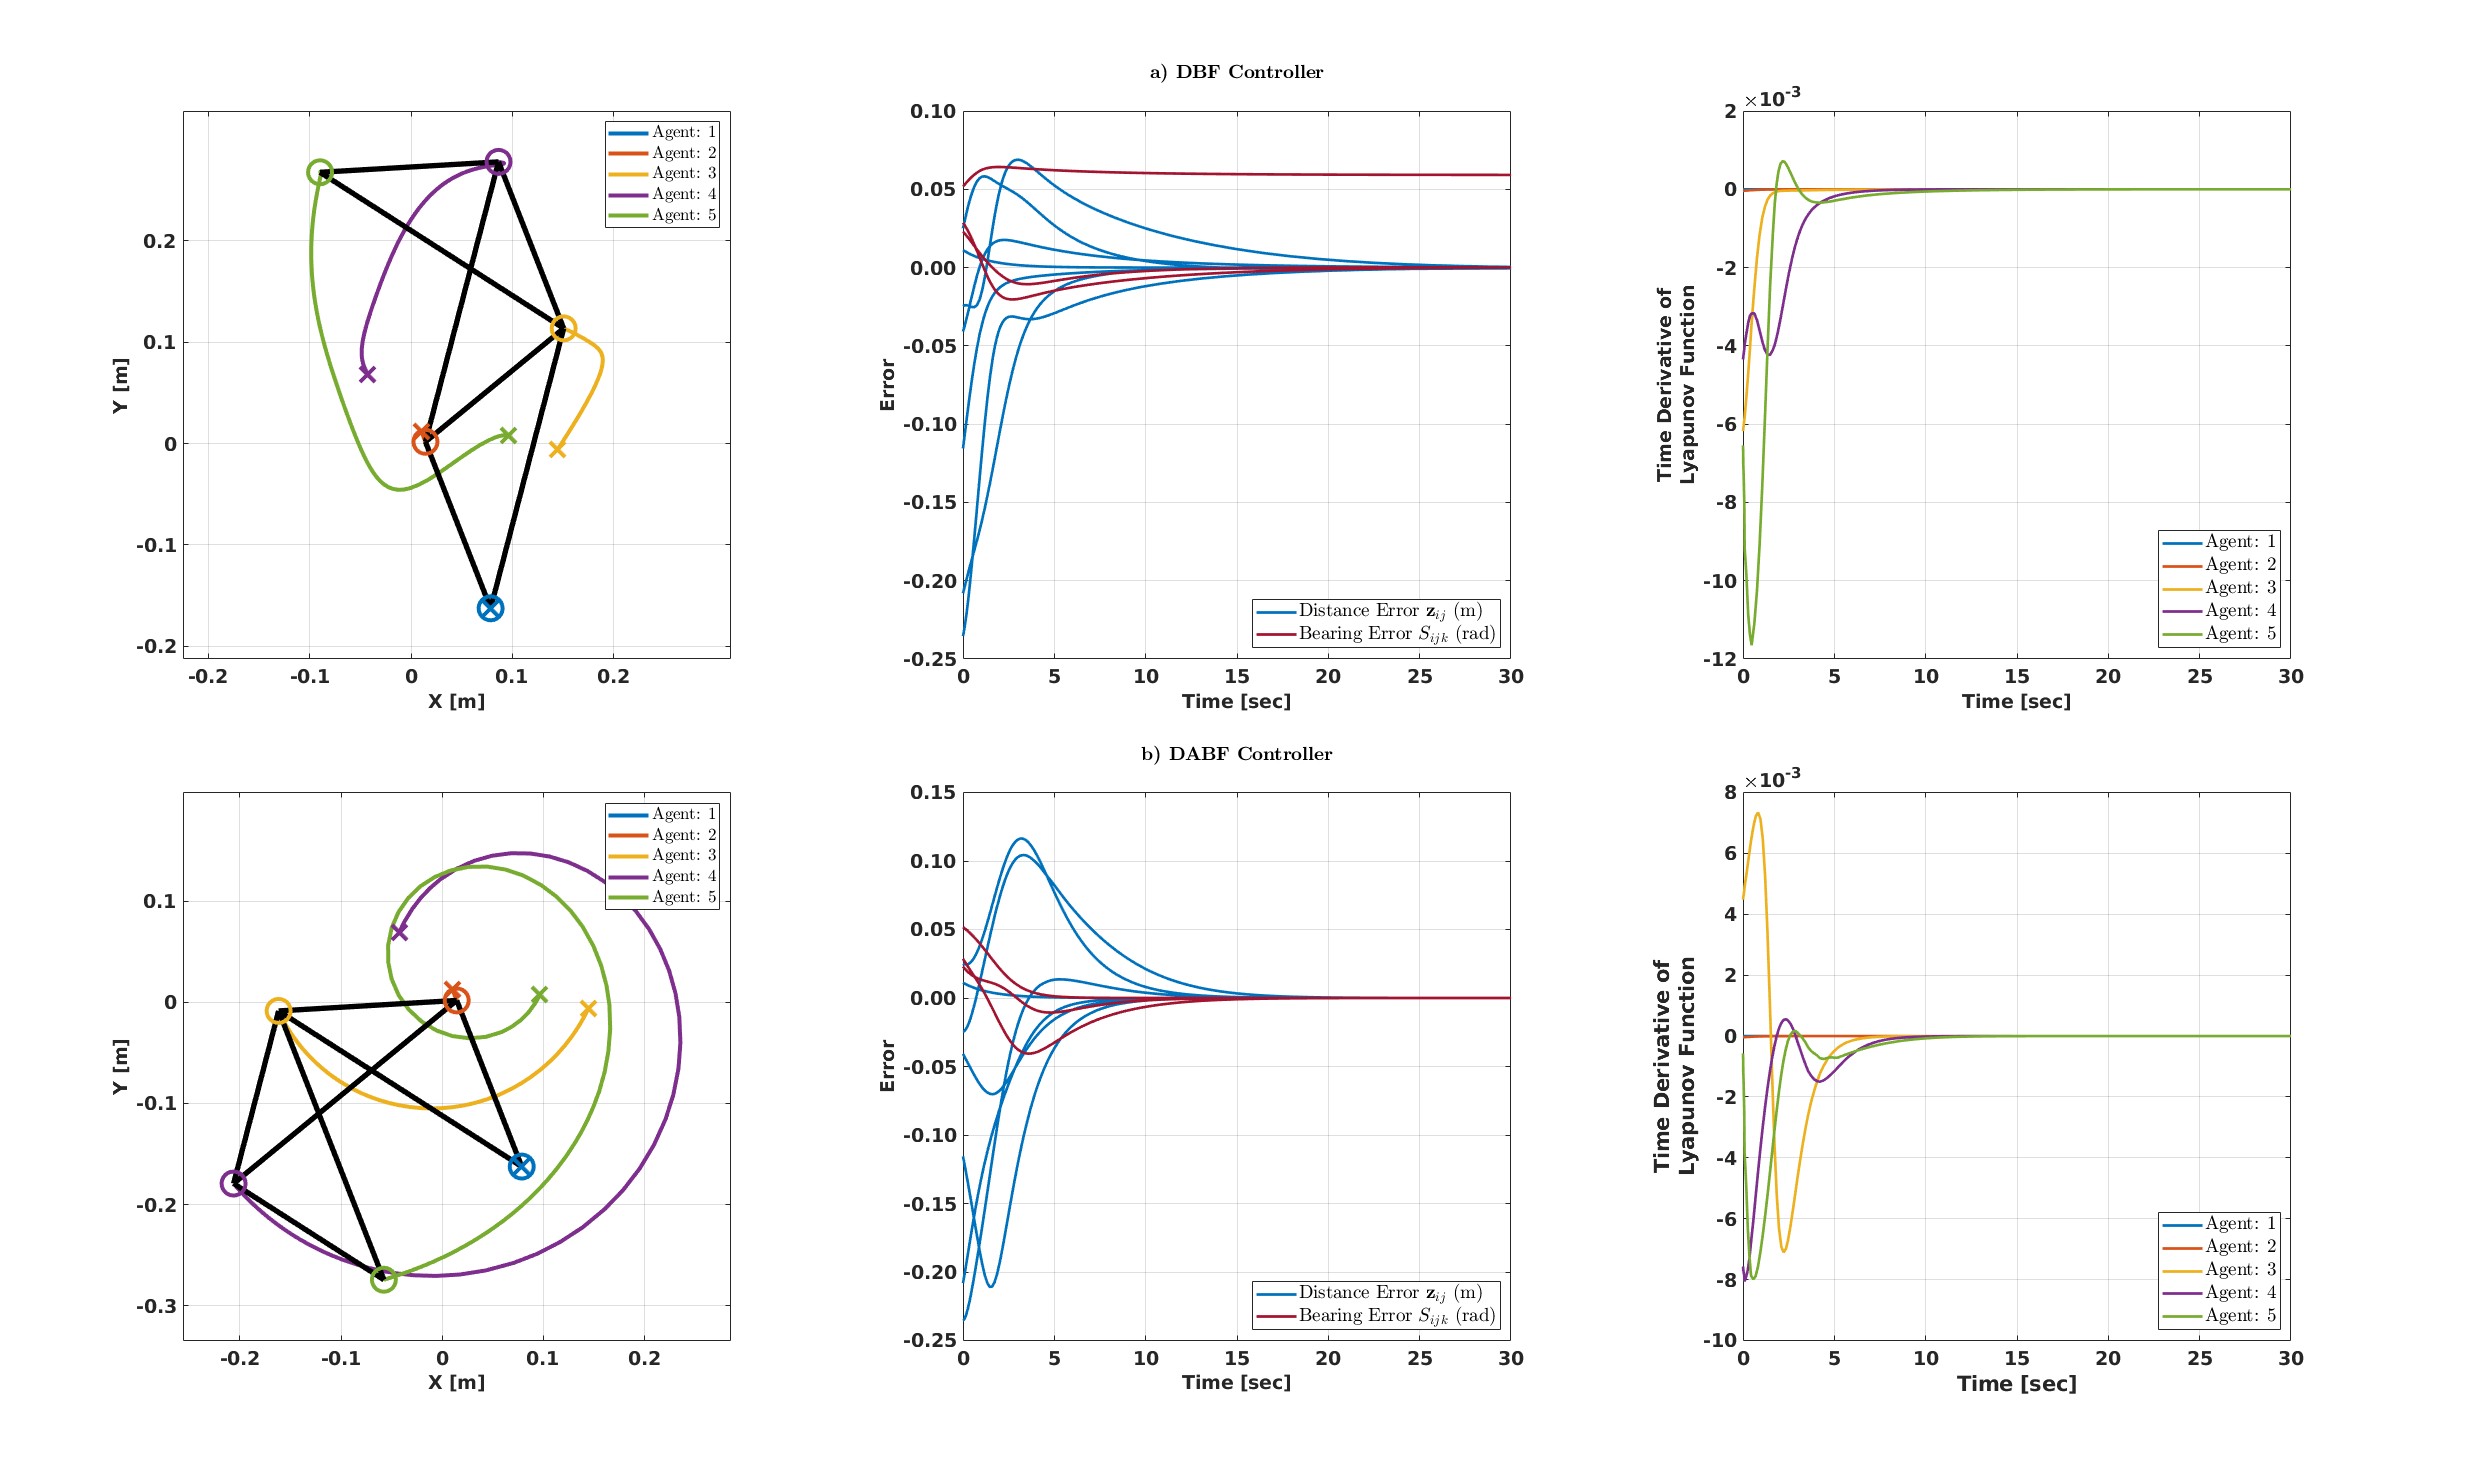 a) DBF Controller
0.2
0.1
0
-0.1
-0.2
Y [m]
-0.2 -0.1 0 0.1 0.2
X [m]
Agent: 1
Agent: 2
Agent: 3
Agent: 4
Agent: 5
0.10
0.05
0.00
-0.05
-0.10
-0.15
-0.20
-0.25
Error
0 5 10 15 20 25 30
Time [sec]
Distance Error z_ij (m)
Bearing Error S_ijk (rad)
×10^-3
2
0
-2
-4
-6
-8
-10
-12
Time Derivative of
Lyapunov Function
0 5 10 15 20 25 30
Time [sec]
Agent: 1
Agent: 2
Agent: 3
Agent: 4
Agent: 5
b) DABF Controller
0.1
0
-0.1
-0.2
-0.3
Y [m]
-0.2 -0.1 0 0.1 0.2
X [m]
Agent: 1
Agent: 2
Agent: 3
Agent: 4
Agent: 5
0.15
0.10
0.05
0.00
-0.05
-0.10
-0.15
-0.20
-0.25
Error
0 5 10 15 20 25 30
Time [sec]
Distance Error z_ij (m)
Bearing Error S_ijk (rad)
×10^-3
8
6
4
2
0
-2
-4
-6
-8
-10
Time Derivative of
Lyapunov Function
0 5 10 15 20 25 30
Time [sec]
Agent: 1
Agent: 2
Agent: 3
Agent: 4
Agent: 5